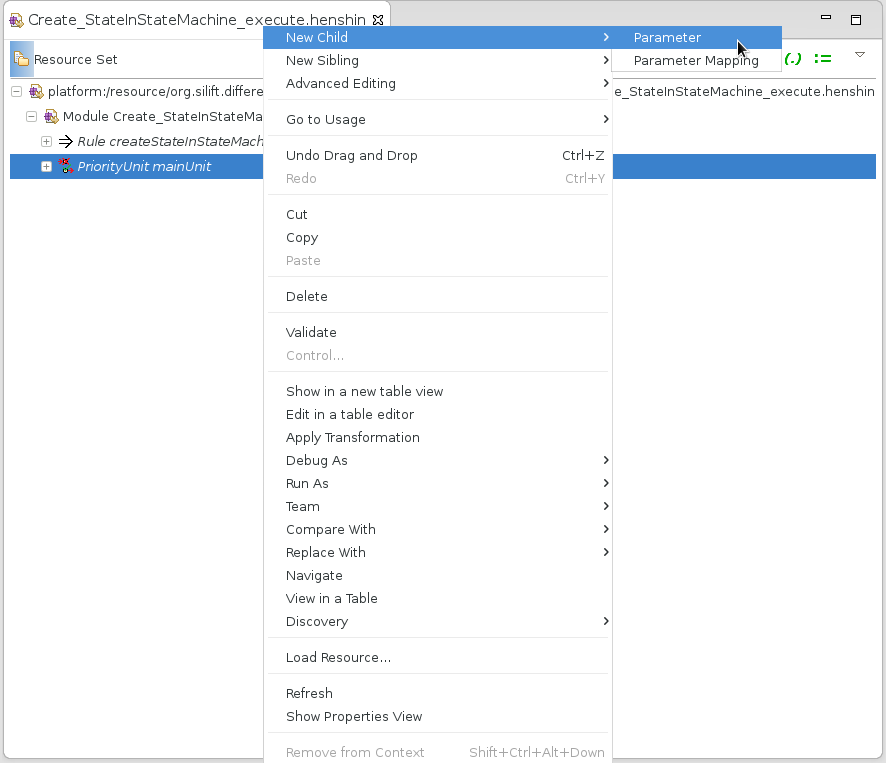 Create_StateInStateMachine_execute.henshin
New Child
Parameter
Resource Set
New Sibling
Parameter Mapping
(.) :=
Advanced Editing
platform:/resource/org.silift.differe
e_StateInStateMachine_execute.henshin
Module Create_StateInStateMa
Go to Usage
Rule createStateInStateMach
Undo Drag and Drop Ctrl+Z
PriorityUnit mainUnit
Redo Ctrl+Y
Cut
Copy
Paste
Delete
Validate
Control...
Show in a new table view
Edit in a table editor
Apply Transformation
Debug As
Run As
Team
Compare With
Replace With
Navigate
View in a Table
Discovery
Load Resource...
Refresh
Show Properties View
Remove from Context Shift+Ctrl+Alt+Down